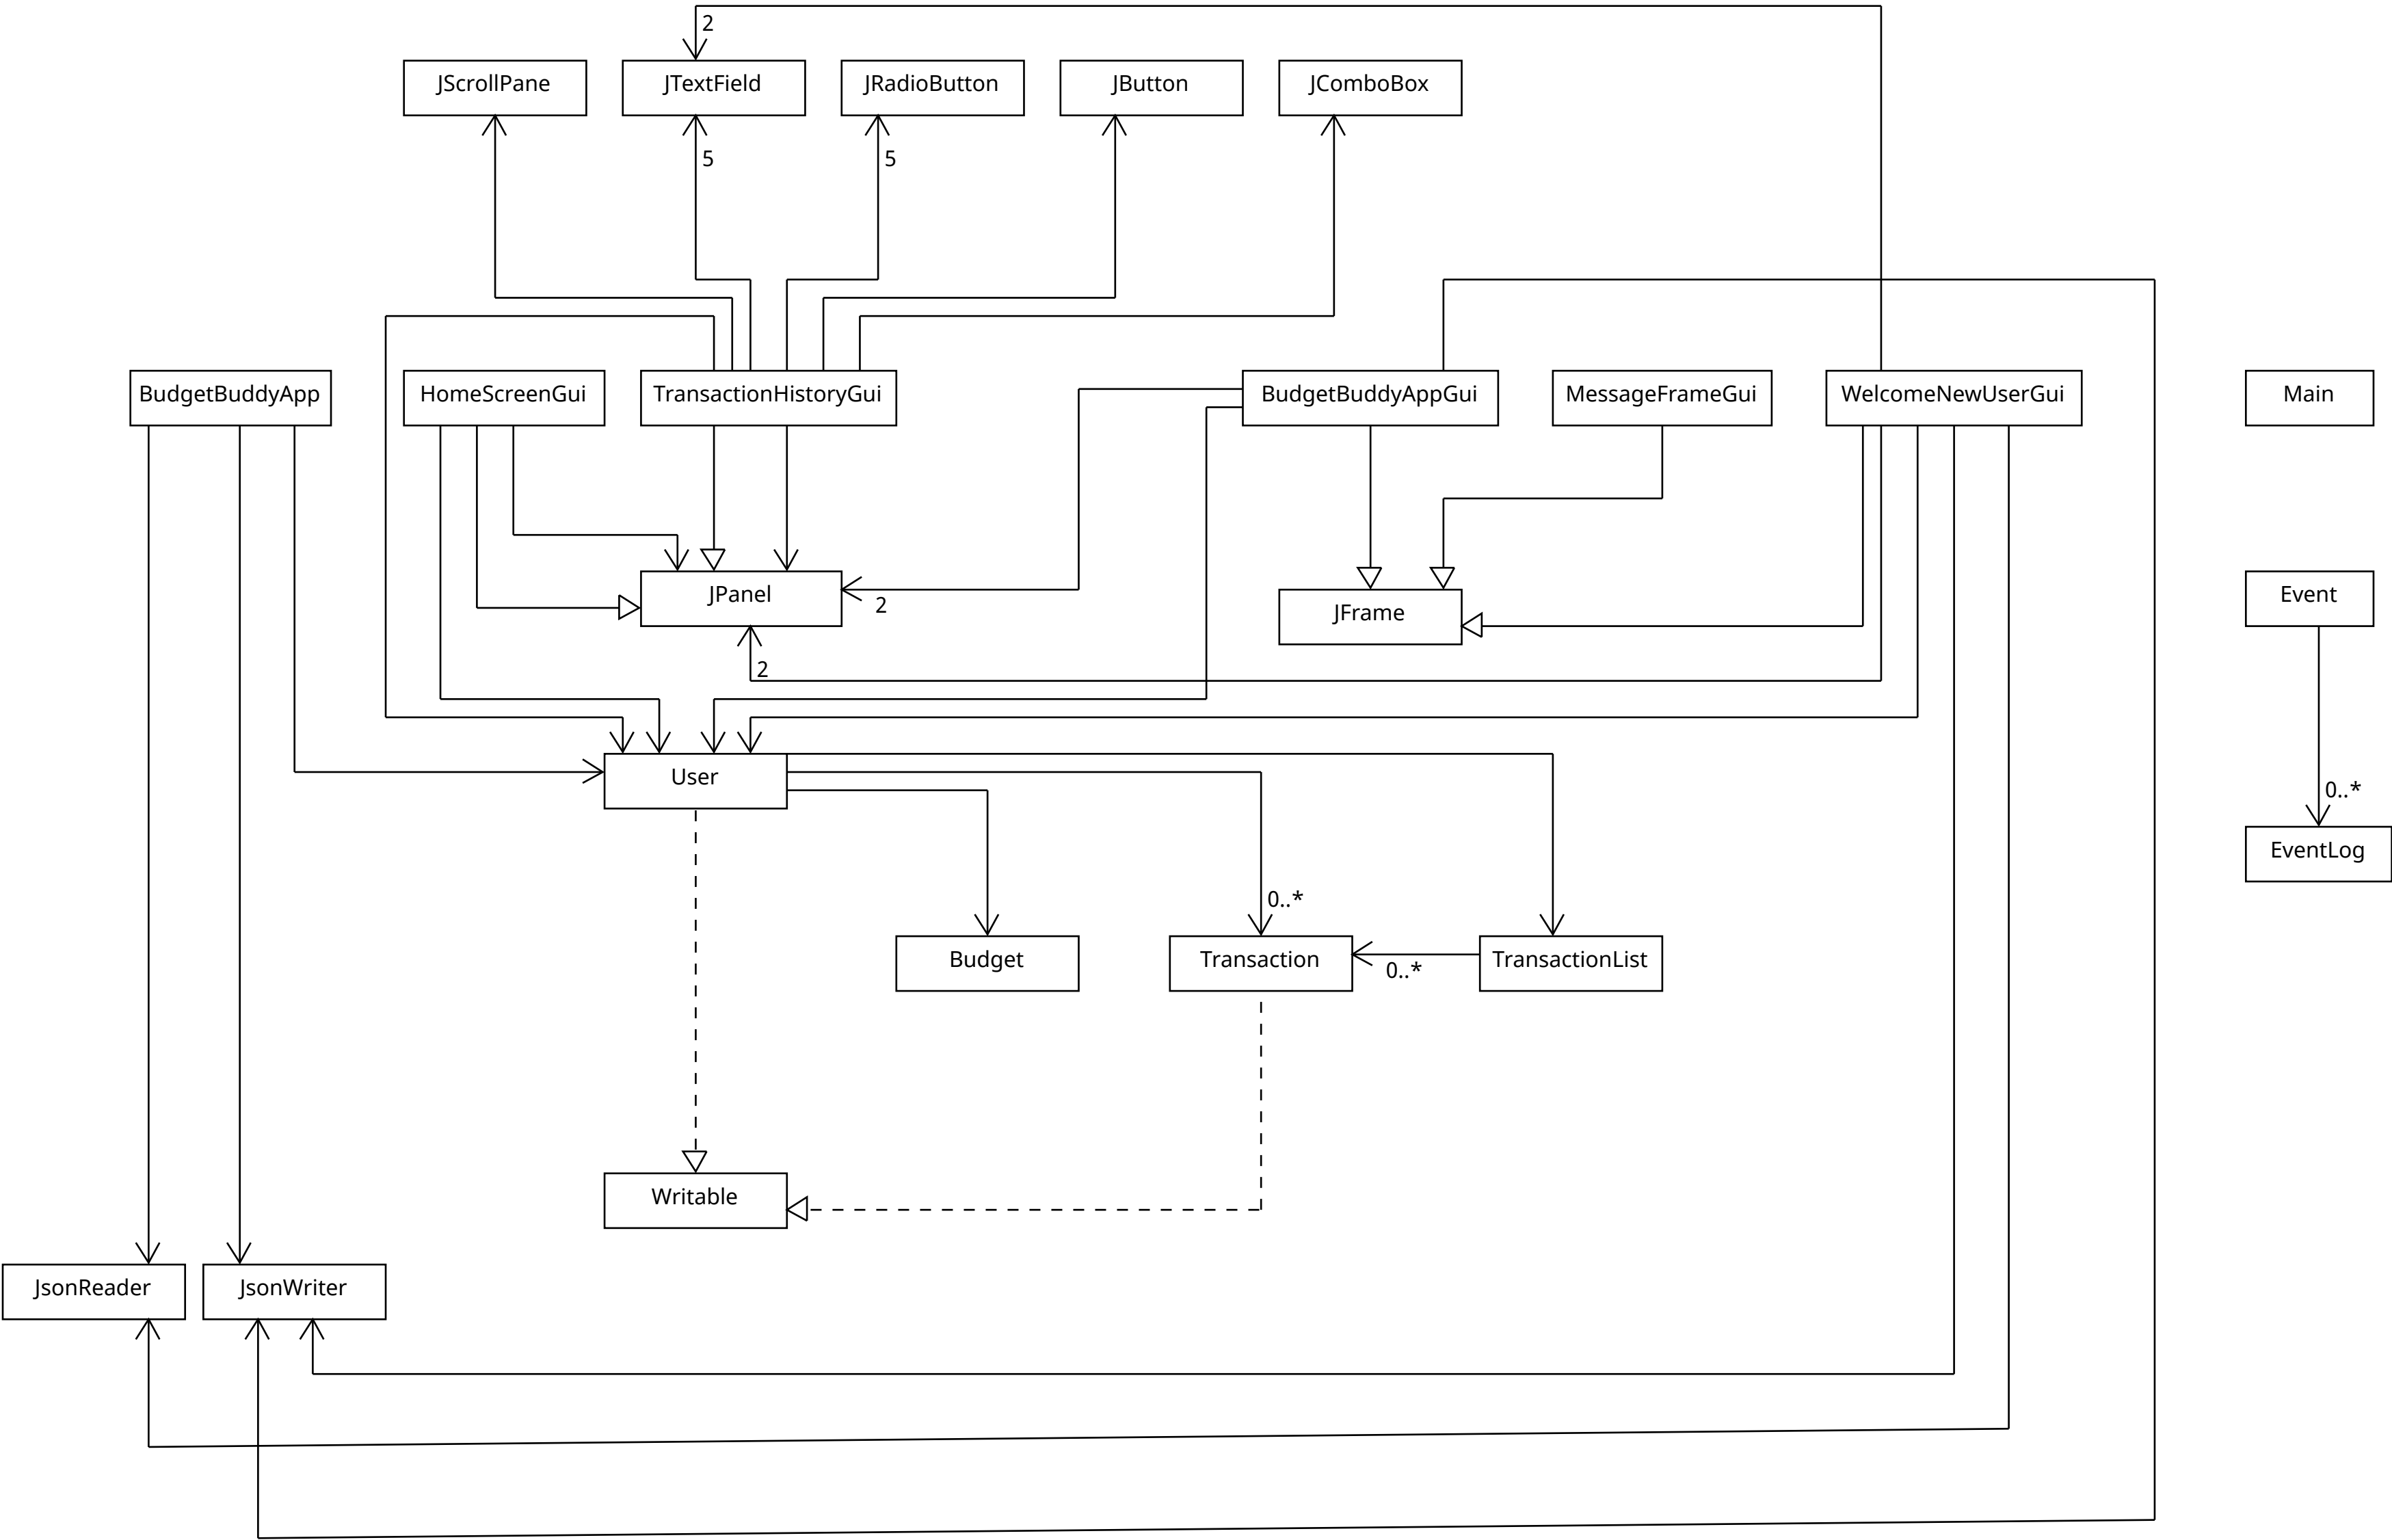 2
JScrollPane
JTextField
JRadioButton
JButton
JComboBox
5
5
BudgetBuddyApp
HomeScreenGui
TransactionHistoryGui
BudgetBuddyAppGui
MessageFrameGui
WelcomeNewUserGui
Main
JPanel
2
JFrame
Event
2
User
0..*
EventLog
0..*
Budget
Transaction
0..*
TransactionList
Writable
JsonReader
JsonWriter